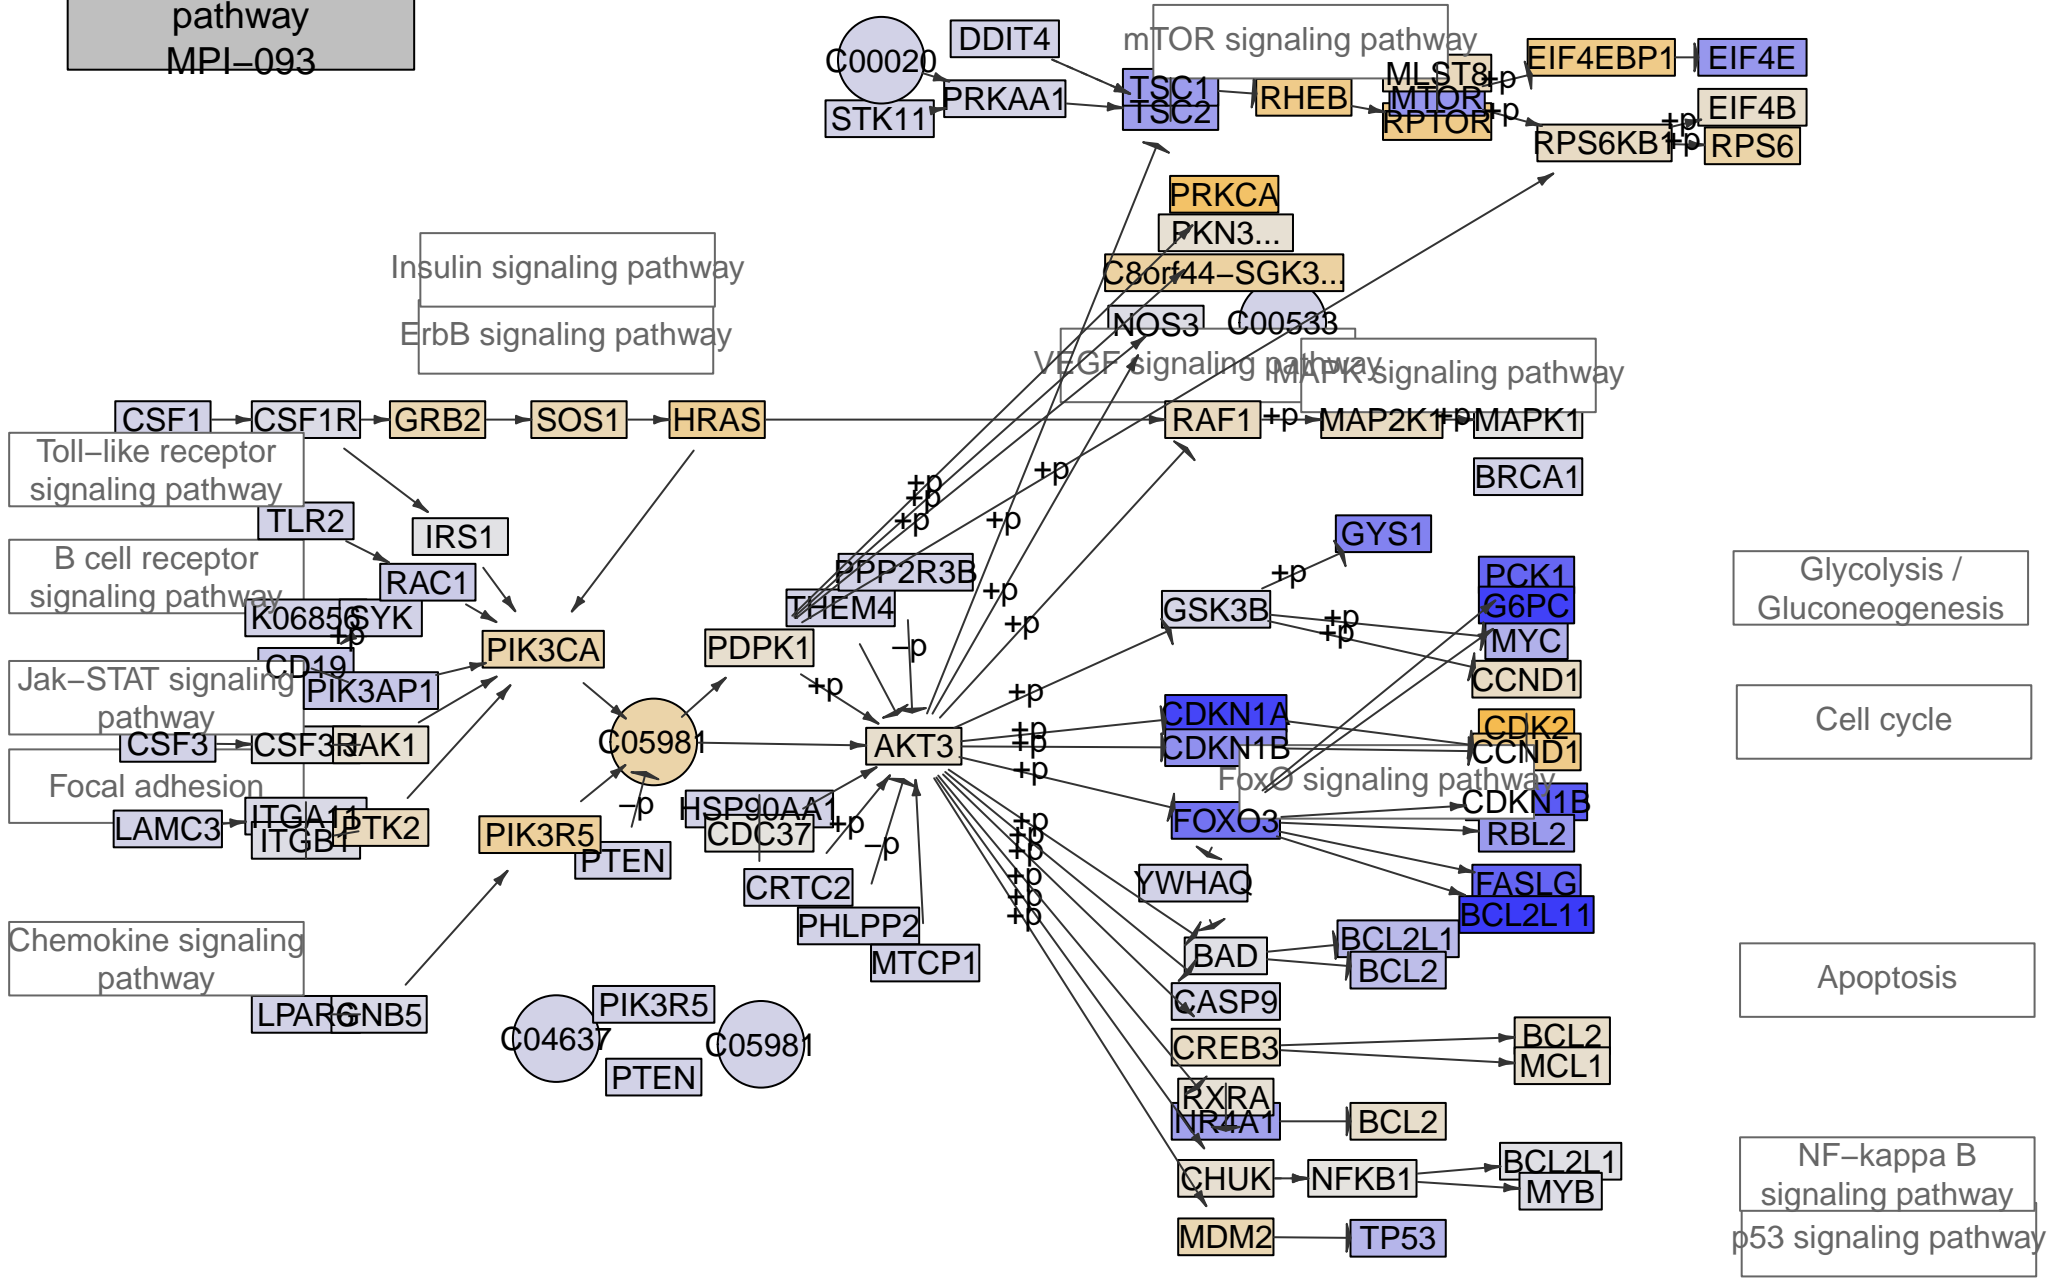 pathway
MPI−093
C00020
DDIT4
STK11
PRKAA1
mTOR signaling pathway
TSC1
TSC2
RHEB
MLST8
MTOR
RPTOR
+p
+p
EIF4EBP1
EIF4E
RPS6KB1
+p
+p
EIF4B
RPS6
PRKCA
PKN3...
C8orf44−SGK3...
NOS3
C00533
VEGF signaling pathway
MAPK signaling pathway
Insulin signaling pathway
ErbB signaling pathway
CSF1
CSF1R
GRB2
SOS1
HRAS
RAF1
+p
MAP2K1
+p
MAPK1
BRCA1
Toll−like receptor
signaling pathway
TLR2
IRS1
B cell receptor
signaling pathway
RAC1
K06856
SYK
+p
CD19
PIK3AP1
PIK3CA
Jak−STAT signaling
pathway
CSF3
CSF3R
JAK1
Focal adhesion
LAMC3
ITGA11
ITGB1
PTK2
PIK3R5
PTEN
−p
C05981
PDPK1
+p
THEM4
PPP2R3B
−p
+p
+p
+p
+p
+p
+p
+p
AKT3
HSP90AA1
CDC37
+p
−p
CRTC2
PHLPP2
MTCP1
Chemokine signaling
pathway
LPAR6
GNB5
C04637
PIK3R5
PTEN
C05981
+p
+p
+p
+p
+p
+p
+p
+p
+p
+p
GSK3B
+p
GYS1
+p
+p
PCK1
G6PC
MYC
CCND1
CDKN1A
CDKN1B
CDK2
CCND1
FoxO signaling pathway
FOXO3
CDKN1B
RBL2
FASLG
BCL2L11
YWHAQ
BAD
BCL2L1
BCL2
CASP9
CREB3
BCL2
MCL1
RXRA
NR4A1
BCL2
CHUK
NFKB1
BCL2L1
MYB
MDM2
TP53
Glycolysis /
Gluconeogenesis
Cell cycle
Apoptosis
NF−kappa B
signaling pathway
p53 signaling pathway